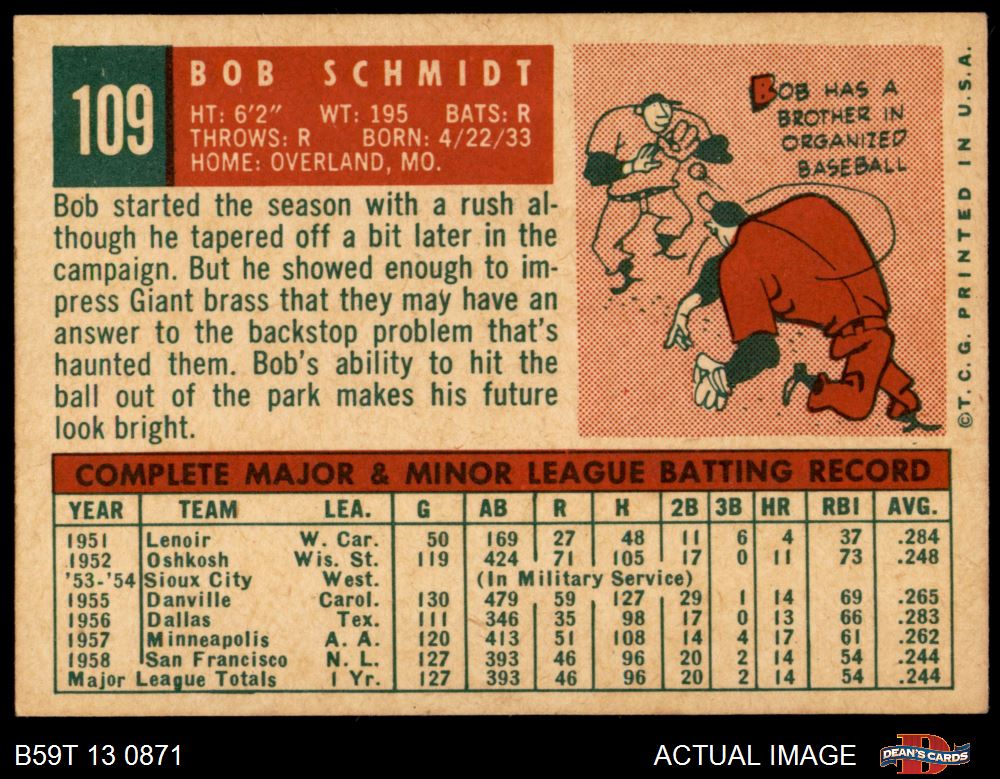 109
BOB SCHMIDT
HT: 6'2" WT: 195 BATS: R
THROWS: R BORN: 4/22/33
HOME: OVERLAND, MO.
BOB HAS A
BROTHER IN
ORGANIZED
BASEBALL
©T. C. G. PRINTED IN U.S.A.
Bob started the season with a rush al-
though he tapered off a bit later in the
campaign. But he showed enough to im-
press Giant brass that they may have an
answer to the backstop problem that's
haunted them. Bob's ability to hit the
ball out of the park makes his future
look bright.
COMPLETE MAJOR & MINOR LEAGUE BATTING RECORD
YEAR TEAM LEA. G AB R H 2B 3B HR RBI AVG.
1951 Lenoir W. Car. 50 169 27 48 11 6 4 37 .284
1952 Oshkosh Wis. St. 119 424 71 105 17 0 11 73 .248
'53-'54 Sioux City West. (In Military Service)
1955 Danville Carol. 130 479 59 127 29 1 14 69 .265
1956 Dallas Tex. 111 346 35 98 17 0 13 66 .283
1957 Minneapolis A. A. 120 413 51 108 14 4 17 61 .262
1958 San Francisco N. L. 127 393 46 96 20 2 14 54 .244
Major League Totals 1 Yr. 127 393 46 96 20 2 14 54 .244
B59T 13 0871
ACTUAL IMAGE
DEAN'S CARDS